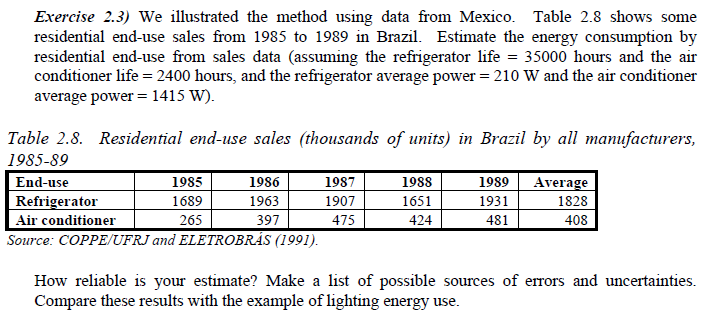 Exercise 2.3) We illustrated the method using data from Mexico. Table 2.8 shows some
residential end-use sales from 1985 to 1989 in Brazil. Estimate the energy consumption by
residential end-use from sales data (assuming the refrigerator life = 35000 hours and the air
conditioner life = 2400 hours, and the refrigerator average power = 210 W and the air conditioner
average power = 1415 W).
Table 2.8. Residential end-use sales (thousands of units) in Brazil by all manufacturers,
1985-89
End-use 1985 1986 1987 1988 1989 Average
Refrigerator 1689 1963 1907 1651 1931 1828
Air conditioner 265 397 475 424 481 408
Source: COPPE/UFRJ and ELETROBRÁS (1991).
How reliable is your estimate? Make a list of possible sources of errors and uncertainties.
Compare these results with the example of lighting energy use.